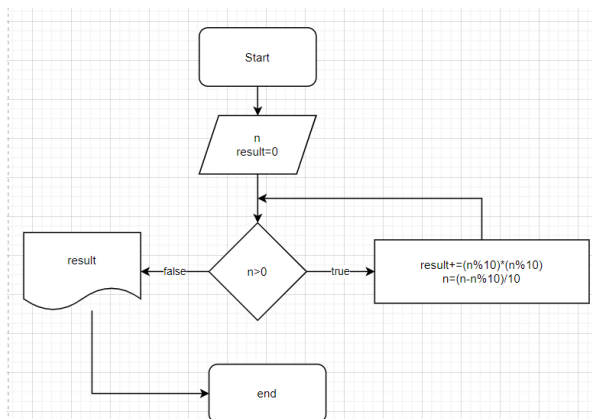 Start
n
result=0
n>0
true
result+=(n%10)*(n%10)
n=(n-n%10)/10
false
result
end